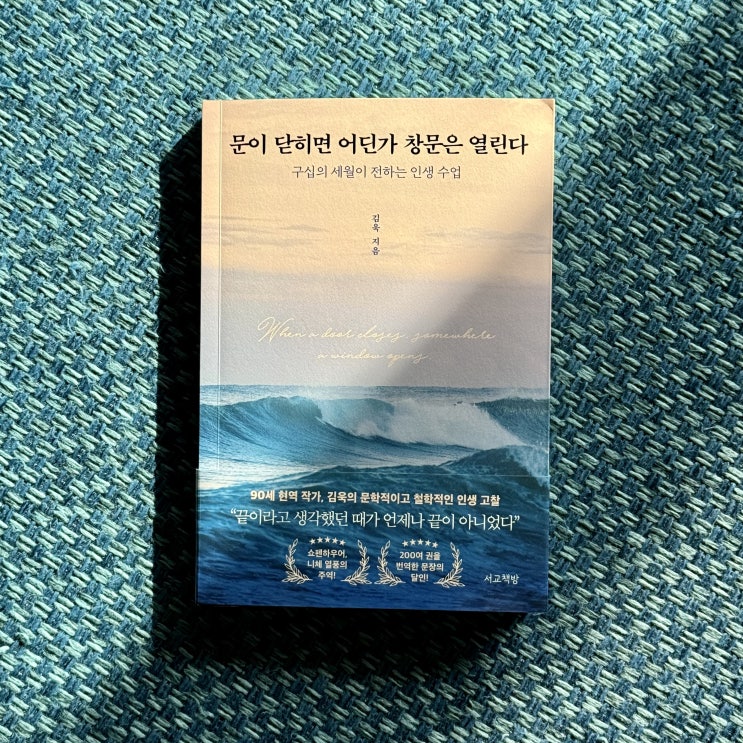 문이 닫히면 어딘가 창문은 열린다
구십의 세월이 전하는 인생 수업
김욱 지음
When a door closes, somewhere
a window opens
90세 현역 작가, 김욱의 문학적이고 철학적인 인생 고찰
“끝이라고 생각했던 때가 언제나 끝이 아니었다”
쇼펜하우어,
니체 열풍의
주역!
200여 권을
번역한 문장의
달인!
서교책방